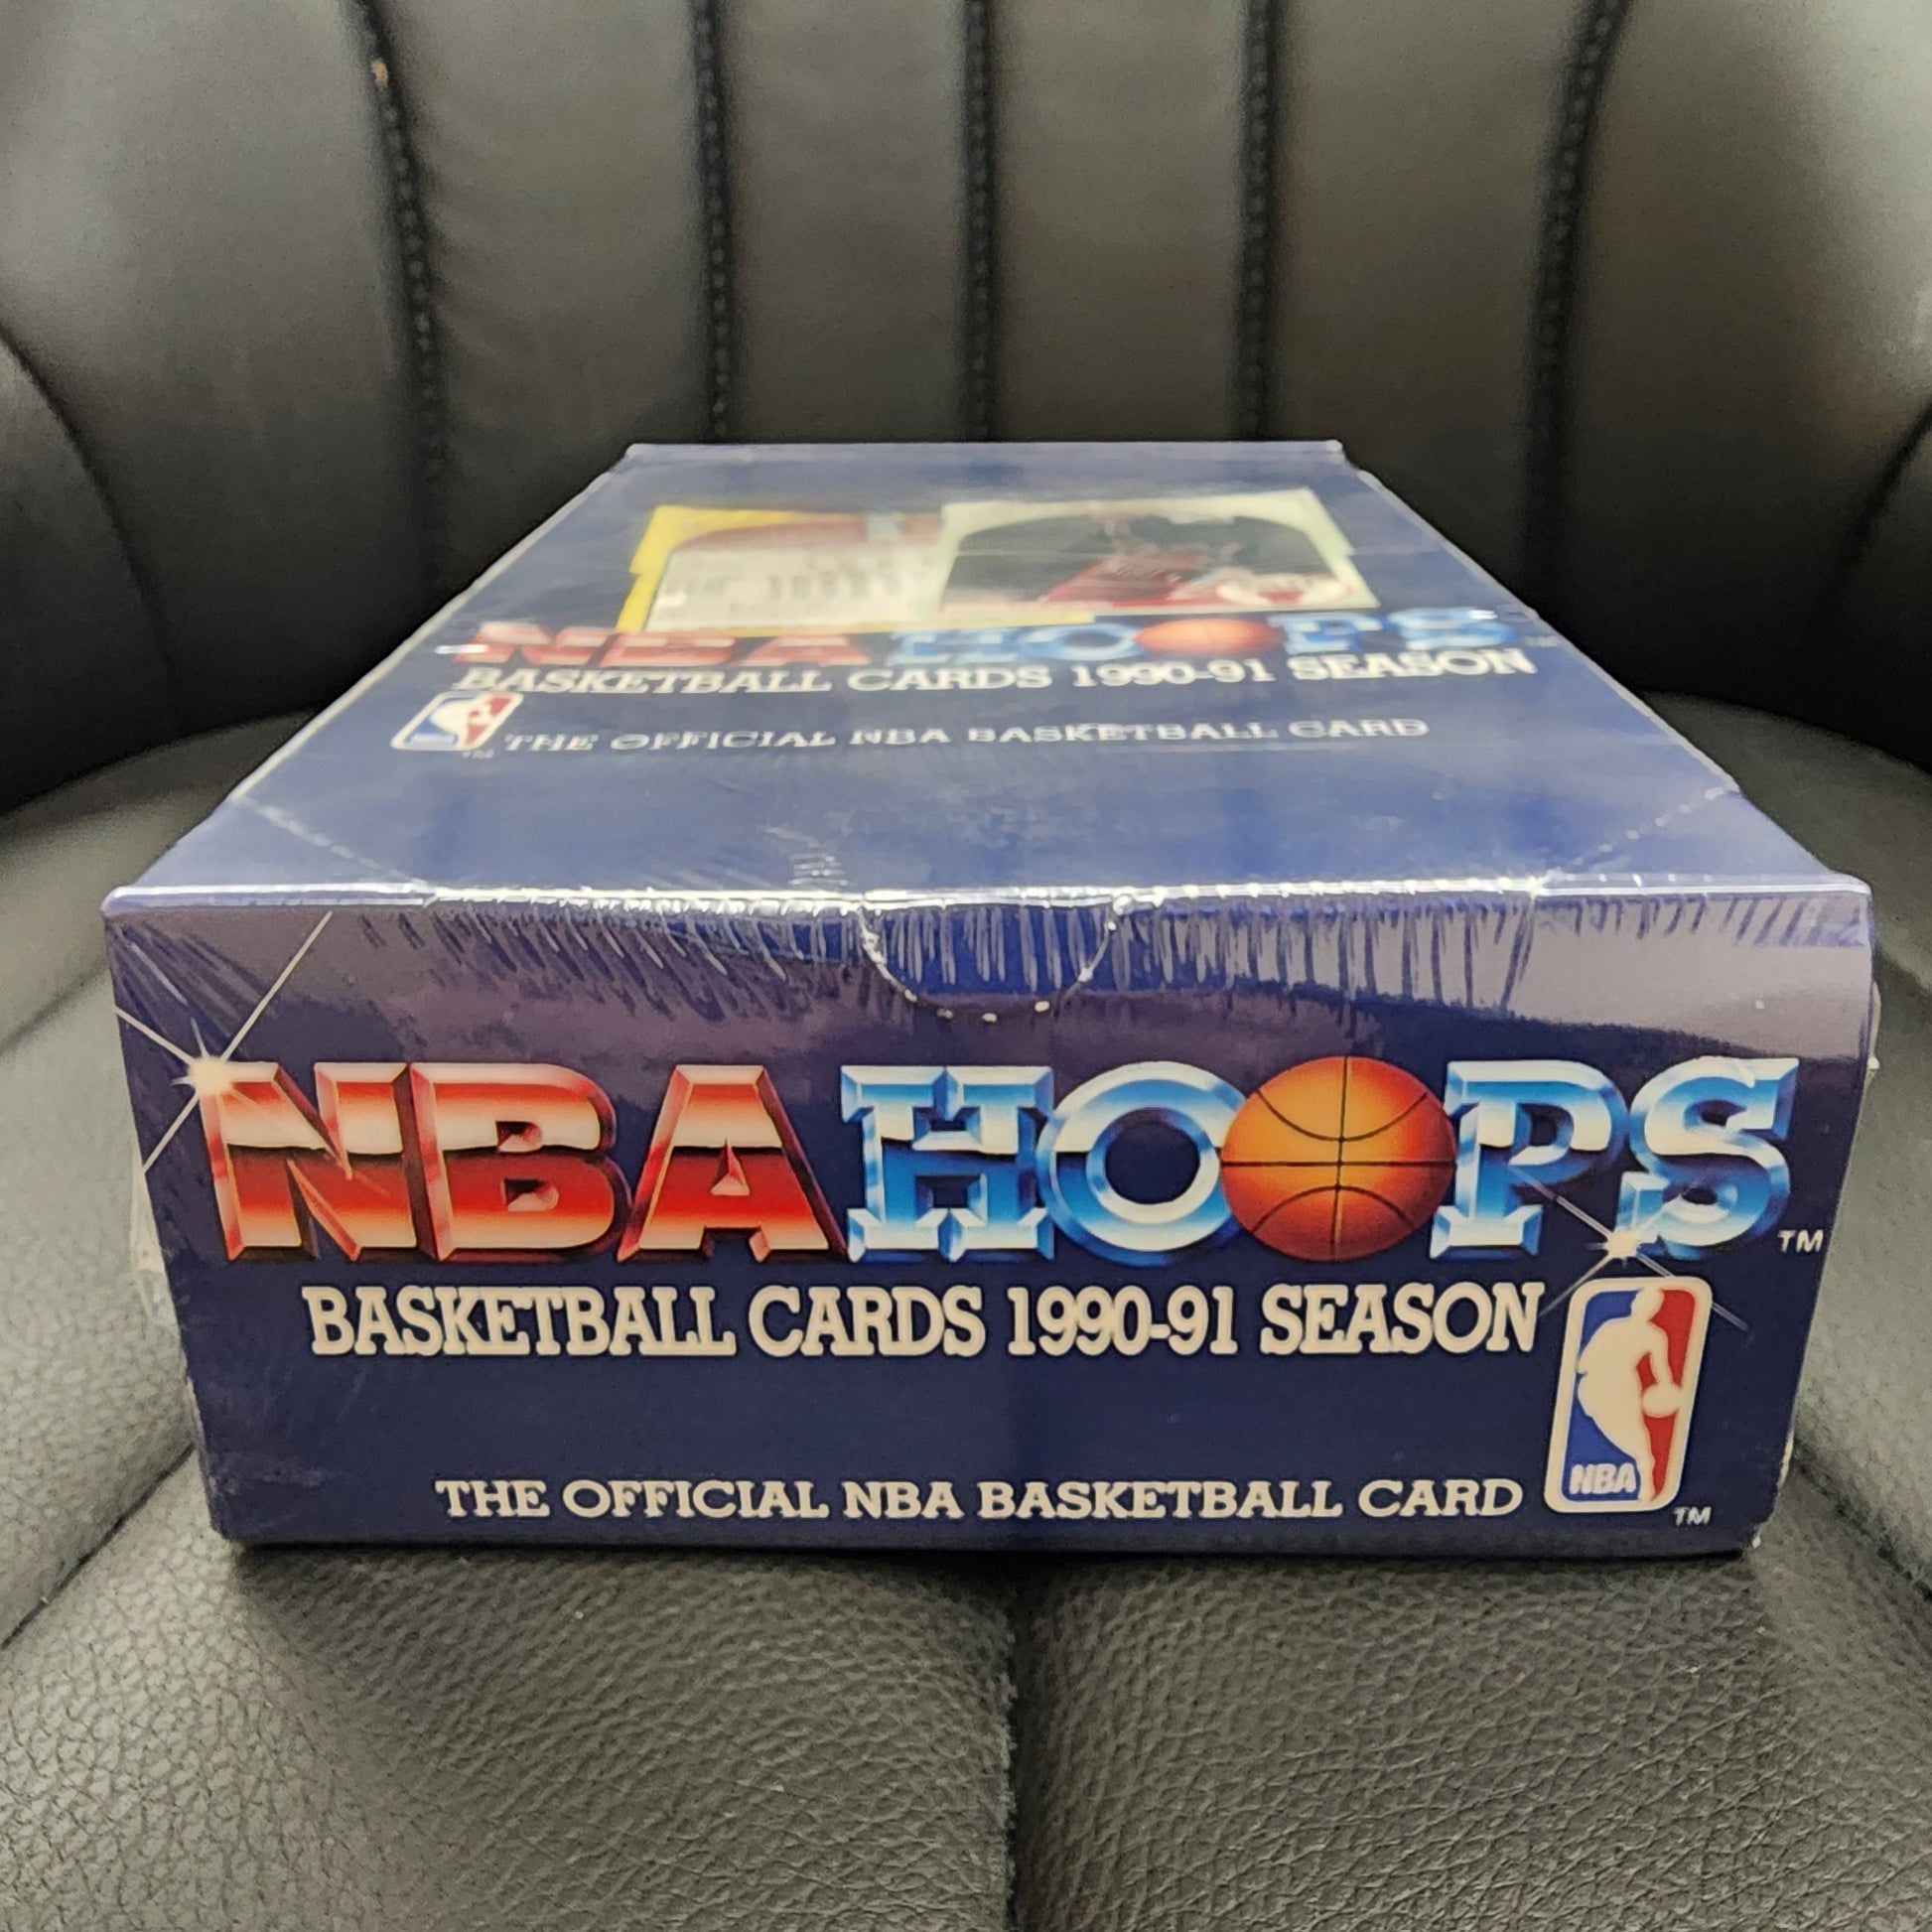 NBA HOOPS
BASKETBALL CARDS 1990-91 SEASON
TM
THE OFFICIAL NBA BASKETBALL CARD
NBA HOOPS TM
BASKETBALL CARDS 1990-91 SEASON
THE OFFICIAL NBA BASKETBALL CARD
NBA
TM